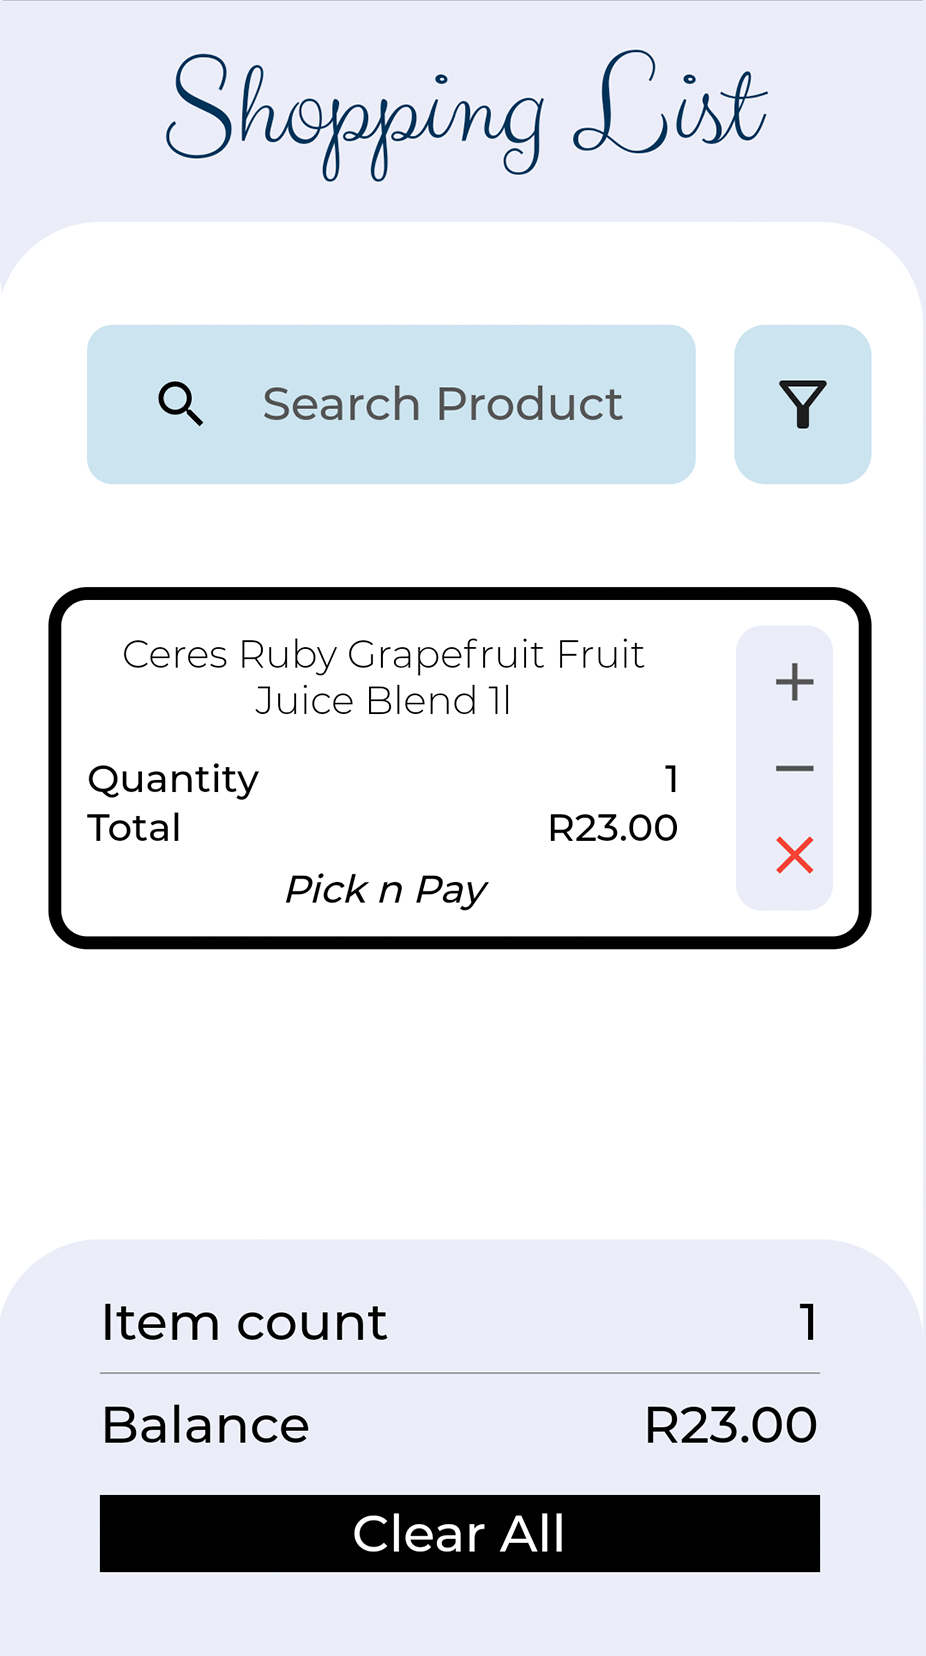 Shopping List
Search Product
Ceres Ruby Grapefruit Fruit
Juice Blend 1l
Quantity 1
Total R23.00
Pick n Pay
Item count 1
Balance R23.00
Clear All